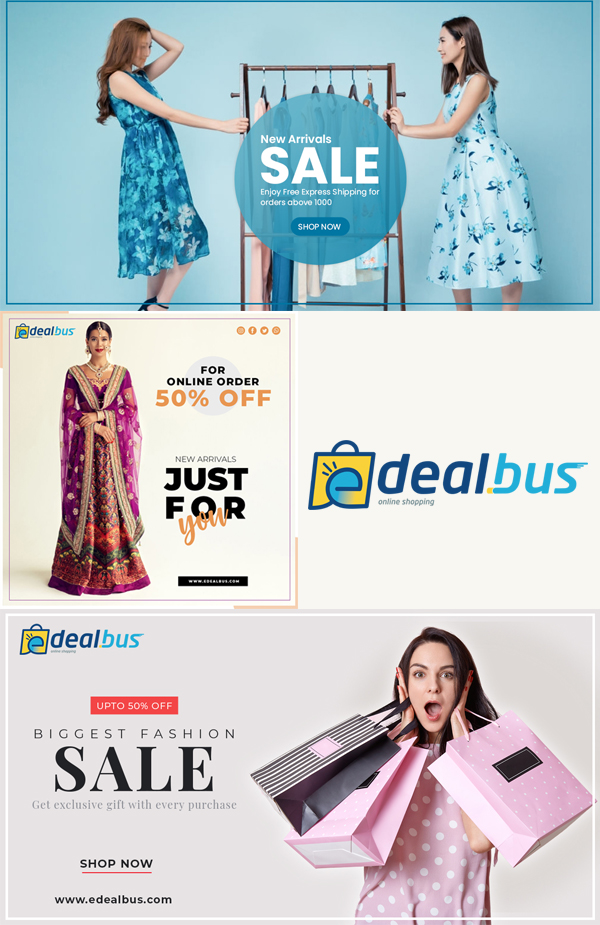 New Arrivals
SALE
Enjoy Free Express Shipping for
orders above 1000
SHOP NOW
edealbus
FOR
ONLINE ORDER
50% OFF
NEW ARRIVALS
JUST
FOR
you
WWW.EDEALBUS.COM
edealbus
online shopping
edealbus
online shopping
UPTO 50% OFF
BIGGEST FASHION
SALE
Get exclusive gift with every purchase
SHOP NOW
www.edealbus.com